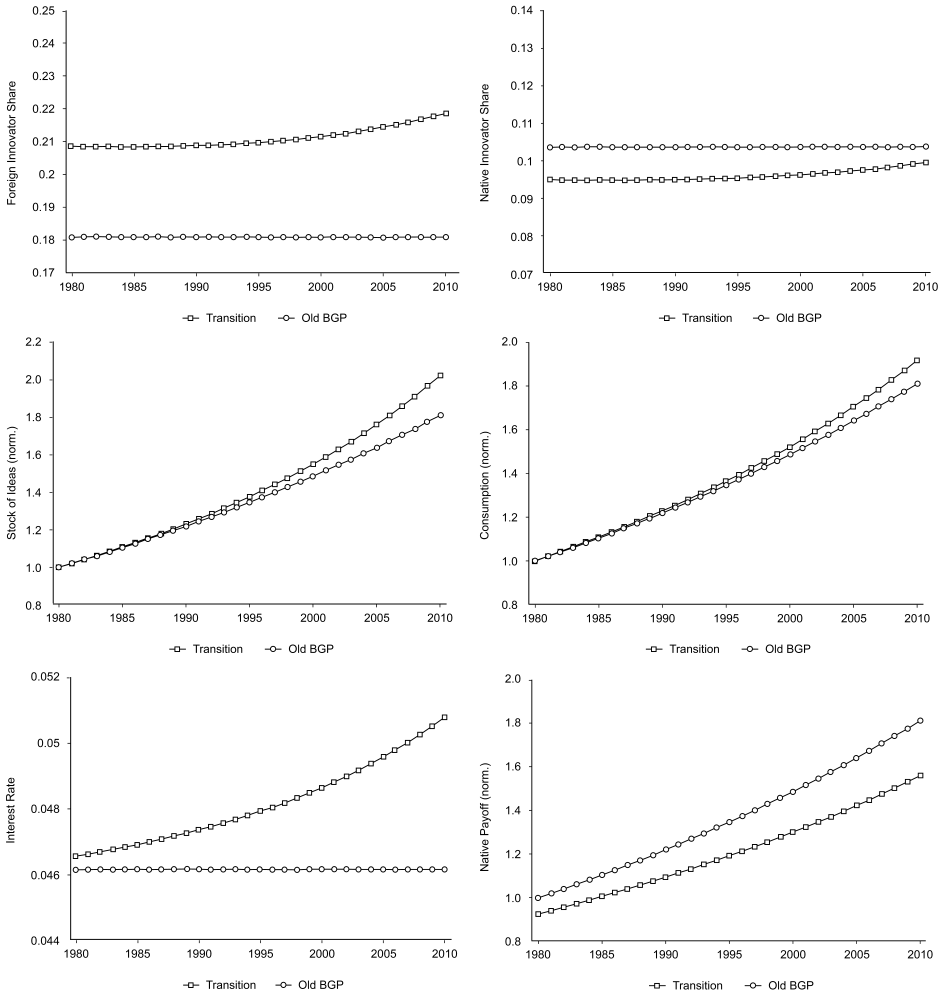 Foreign Innovator Share
0.25
0.24
0.23
0.22
0.21
0.2
0.19
0.18
0.17
1980 1985 1990 1995 2000 2005 2010
Transition Old BGP
Native Innovator Share
0.14
0.13
0.12
0.11
0.1
0.09
0.08
0.07
1980 1985 1990 1995 2000 2005 2010
Transition Old BGP
Stock of Ideas (norm.)
2.2
2.0
1.8
1.6
1.4
1.2
1.0
0.8
1980 1985 1990 1995 2000 2005 2010
Transition Old BGP
Consumption (norm.)
2.0
1.8
1.6
1.4
1.2
1.0
0.8
1980 1985 1990 1995 2000 2005 2010
Transition Old BGP
Interest Rate
0.052
0.05
0.048
0.046
0.044
1980 1985 1990 1995 2000 2005 2010
Transition Old BGP
Native Payoff (norm.)
2.0
1.8
1.6
1.4
1.2
1.0
0.8
1980 1985 1990 1995 2000 2005 2010
Transition Old BGP